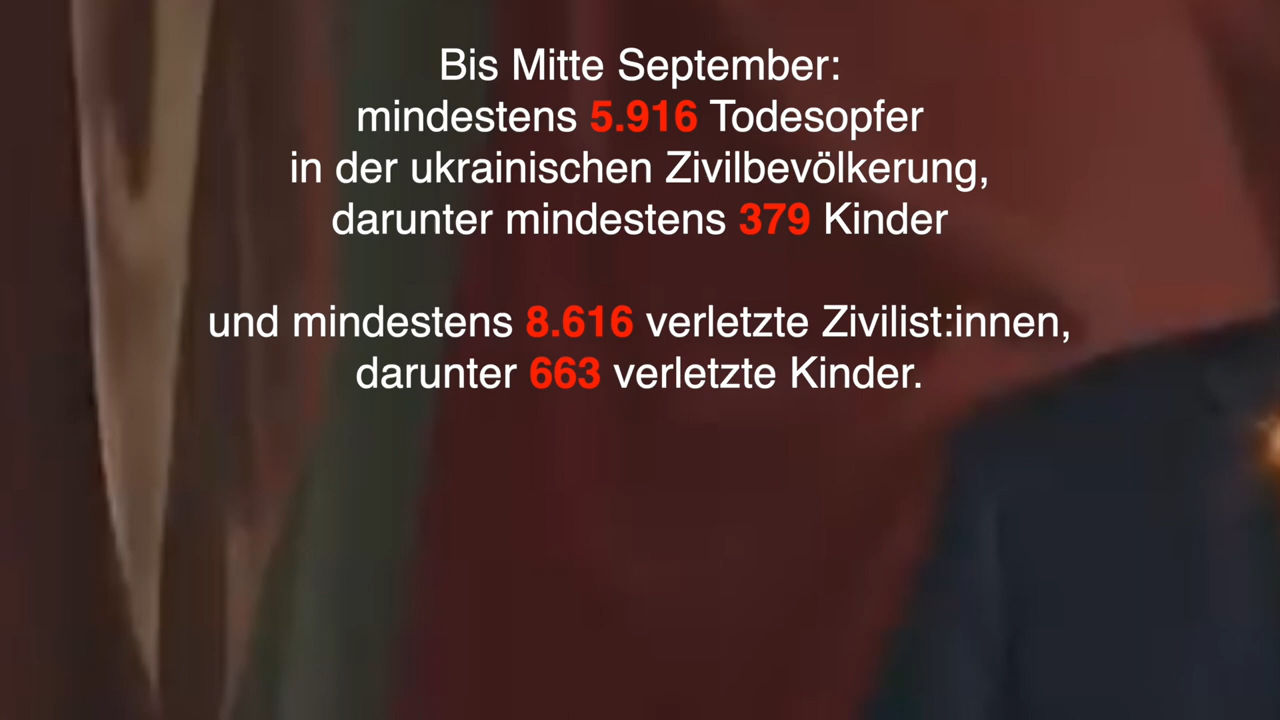 Bis Mitte September:
mindestens 5.916 Todesopfer
in der ukrainischen Zivilbevölkerung,
darunter mindestens 379 Kinder
und mindestens 8.616 verletzte Zivilist:innen,
darunter 663 verletzte Kinder.